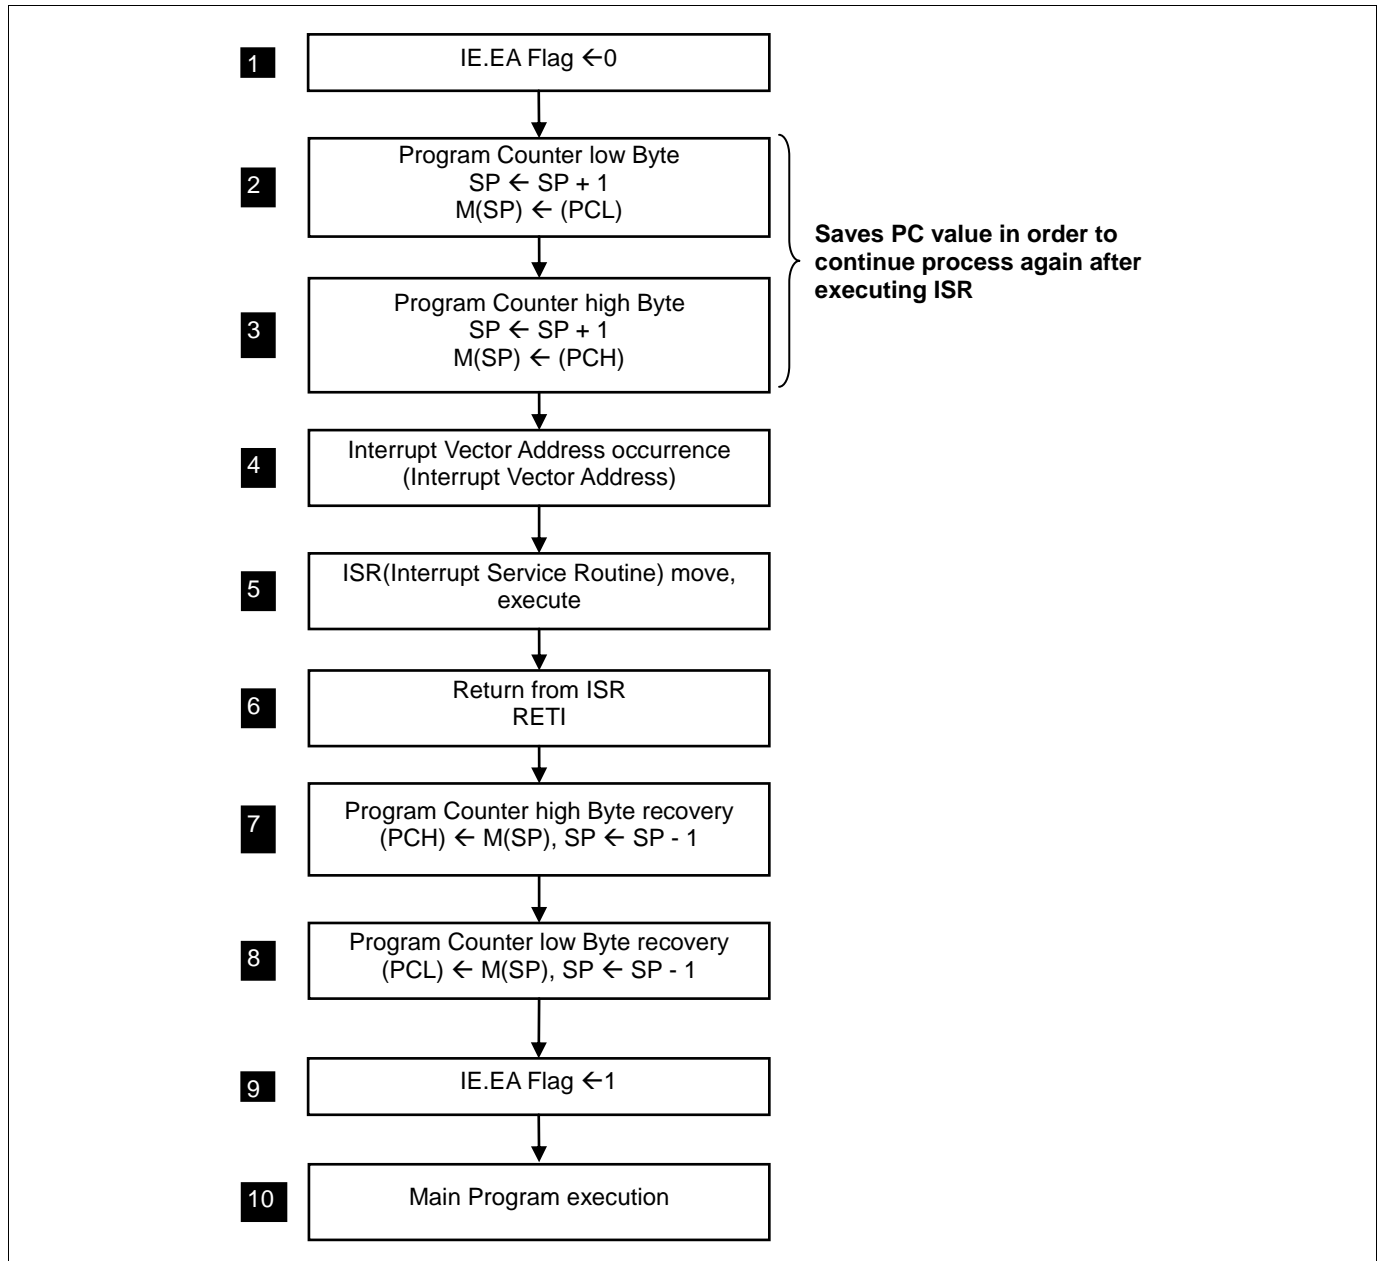 1
IE.EA Flag ←0
2
Program Counter low Byte
SP ← SP + 1
M(SP) ← (PCL)
3
Program Counter high Byte
SP ← SP + 1
M(SP) ← (PCH)
Saves PC value in order to
continue process again after
executing ISR
4
Interrupt Vector Address occurrence
(Interrupt Vector Address)
5
ISR(Interrupt Service Routine) move,
execute
6
Return from ISR
RETI
7
Program Counter high Byte recovery
(PCH) ← M(SP), SP ← SP - 1
8
Program Counter low Byte recovery
(PCL) ← M(SP), SP ← SP - 1
9
IE.EA Flag ←1
10
Main Program execution